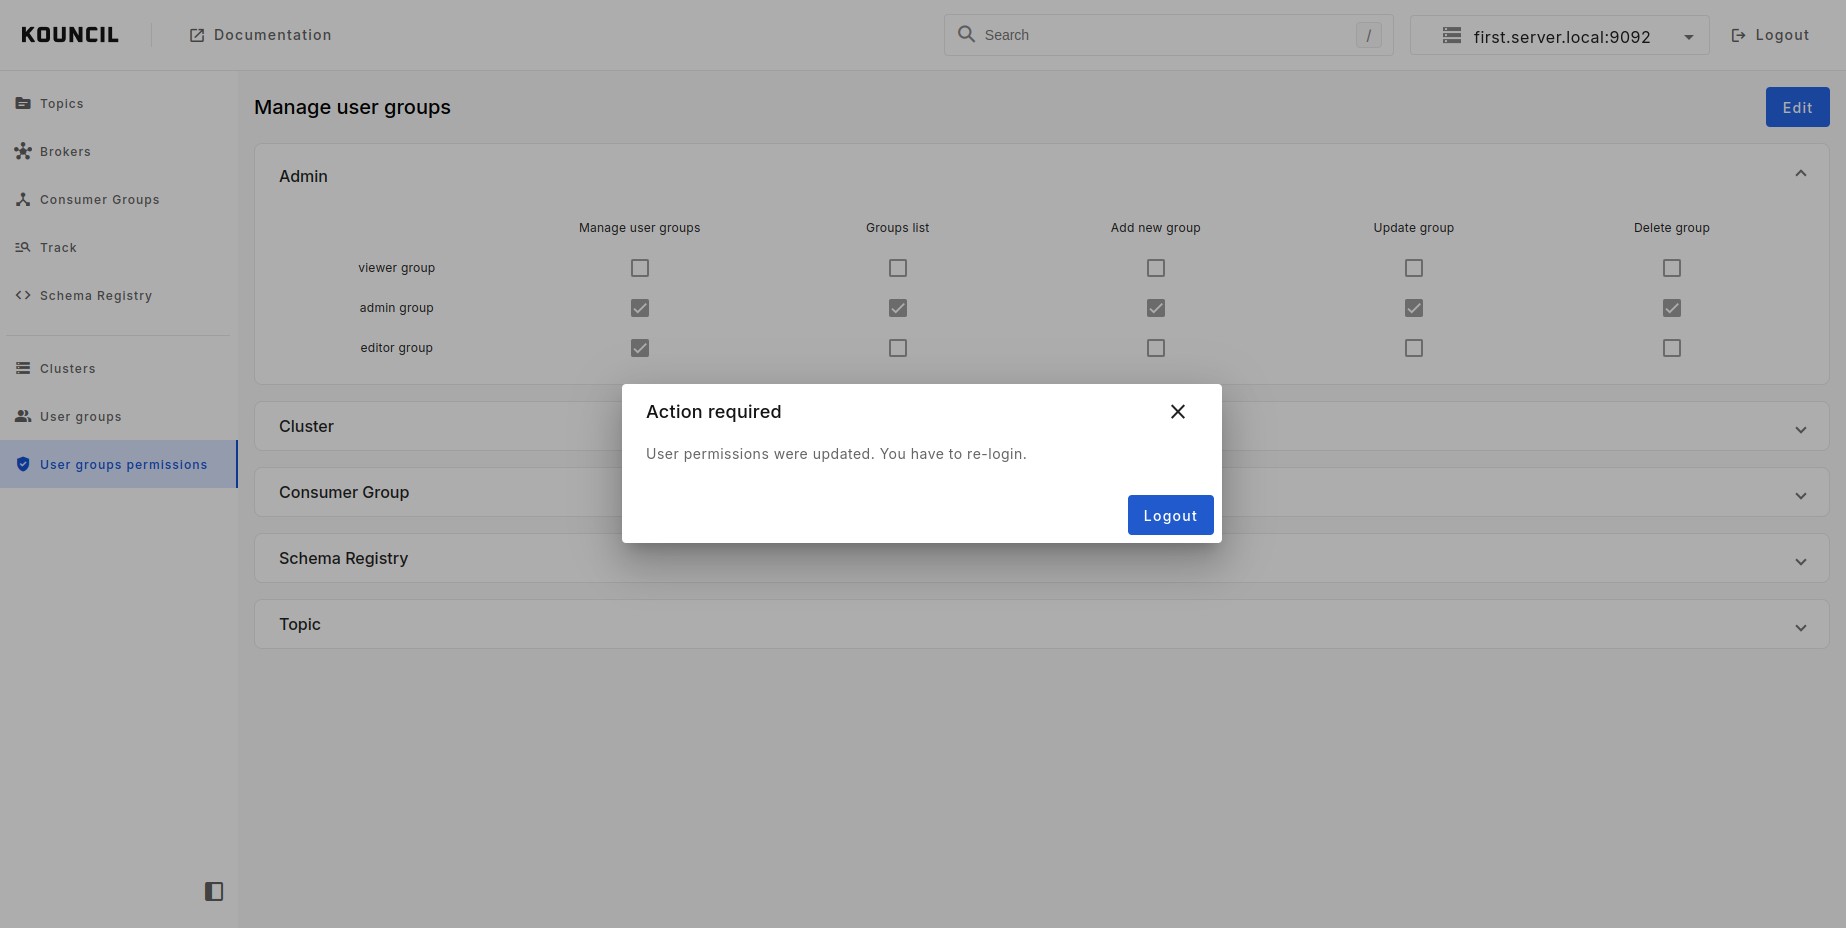 KOUNCIL
Documentation
Search
/
first.server.local:9092
Logout
Topics
Brokers
Consumer Groups
Track
Schema Registry
Clusters
User groups
User groups permissions
Manage user groups
Edit
Admin
Manage user groups Groups list Add new group Update group Delete group
viewer group
admin group
editor group
Cluster
Consumer Group
Schema Registry
Topic
Action required
User permissions were updated. You have to re-login.
Logout